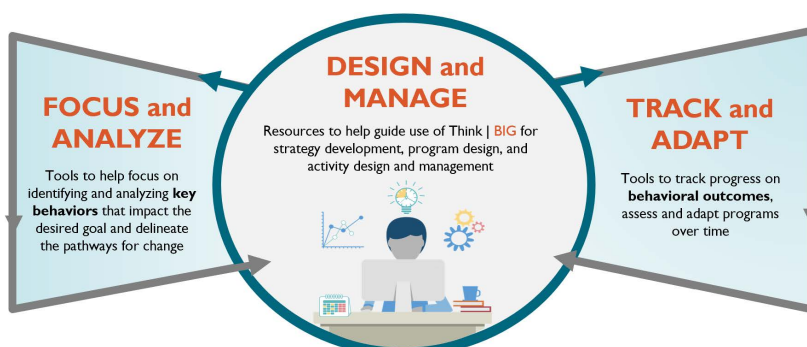 FOCUS and
ANALYZE
Tools to help focus on
identifying and analyzing key
behaviors that impact the
desired goal and delineate
the pathways for change
DESIGN and
MANAGE
Resources to help guide use of Think | BIG for
strategy development, program design, and
activity design and management
TRACK and
ADAPT
Tools to track progress on
behavioral outcomes,
assess and adapt programs
over time